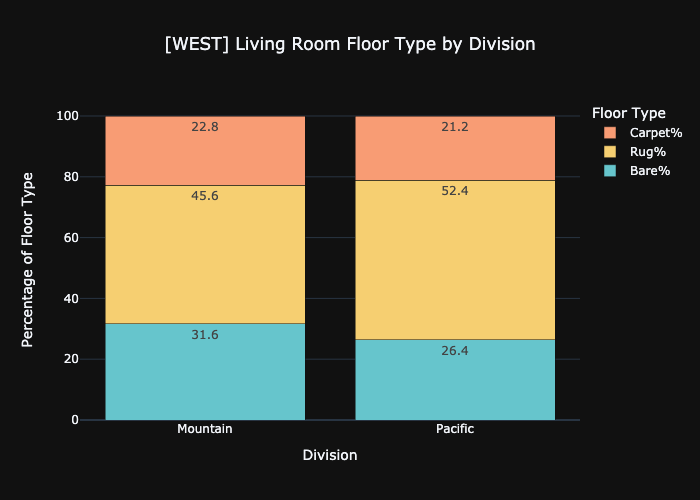 [WEST] Living Room Floor Type by Division
Floor Type
Carpet%
Rug%
Bare%
Percentage of Floor Type
100
80
60
40
20
0
22.8
45.6
31.6
21.2
52.4
26.4
Mountain
Pacific
Division